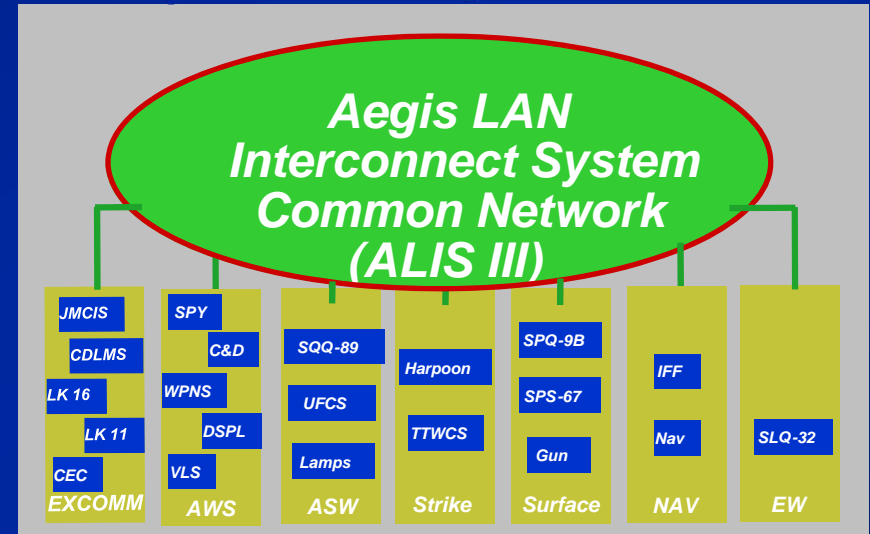 Aegis LAN
Interconnect System
Common Network
(ALIS III)
JMCIS
CDLMS
LK 16
LK 11
CEC
EXCOMM
SPY
C&D
WPNS
DSPL
VLS
AWS
SQQ-89
UFCS
Lamps
ASW
Harpoon
TTWCS
Strike
SPQ-9B
SPS-67
Gun
Surface
IFF
Nav
NAV
SLQ-32
EW